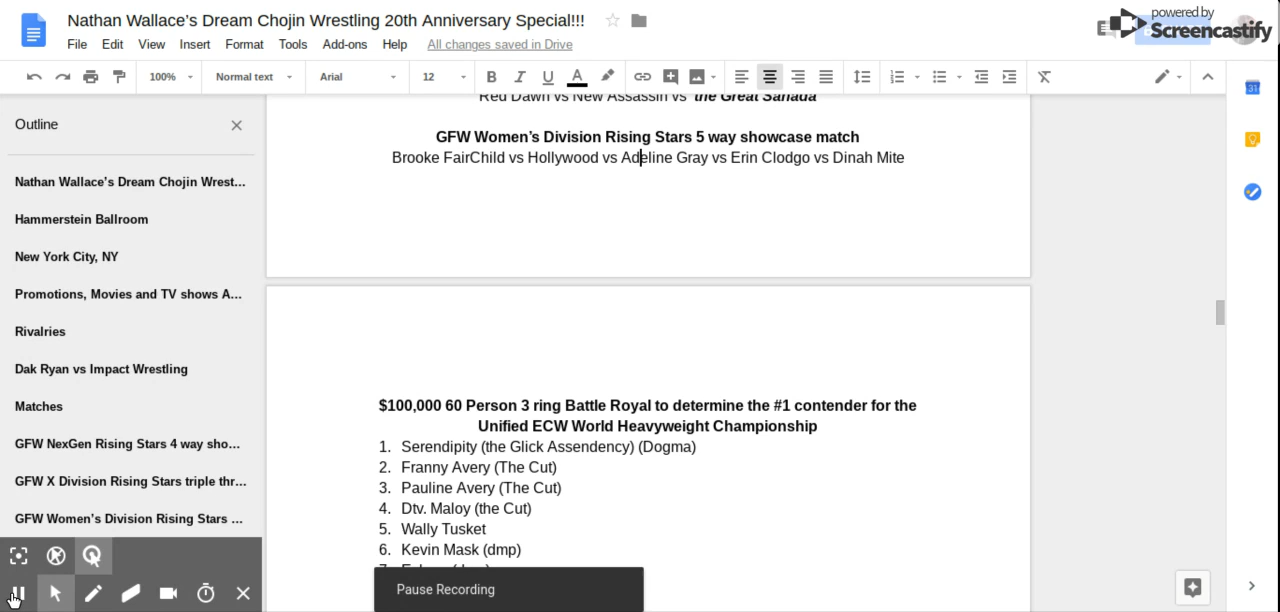 Nathan Wallace's Dream Chojin Wrestling 20th Anniversary Special!!!
powered by
Screencastify
File Edit View Insert Format Tools Add-ons Help All changes saved in Drive
100% Normal text Arial 12 B I U A
31
Outline
Nathan Wallace's Dream Chojin Wrest...
Hammerstein Ballroom
New York City, NY
Promotions, Movies and TV shows A...
Rivalries
Dak Ryan vs Impact Wrestling
Matches
GFW NexGen Rising Stars 4 way sho...
GFW X Division Rising Stars triple thr...
GFW Women's Division Rising Stars ...
Red Dawn vs New Assassin vs the Great Sanada
GFW Women's Division Rising Stars 5 way showcase match
Brooke FairChild vs Hollywood vs Adeline Gray vs Erin Clodgo vs Dinah Mite
$100,000 60 Person 3 ring Battle Royal to determine the #1 contender for the
Unified ECW World Heavyweight Championship
1. Serendipity (the Glick Assendency) (Dogma)
2. Franny Avery (The Cut)
3. Pauline Avery (The Cut)
4. Dtv. Maloy (the Cut)
5. Wally Tusket
6. Kevin Mask (dmp)
Pause Recording